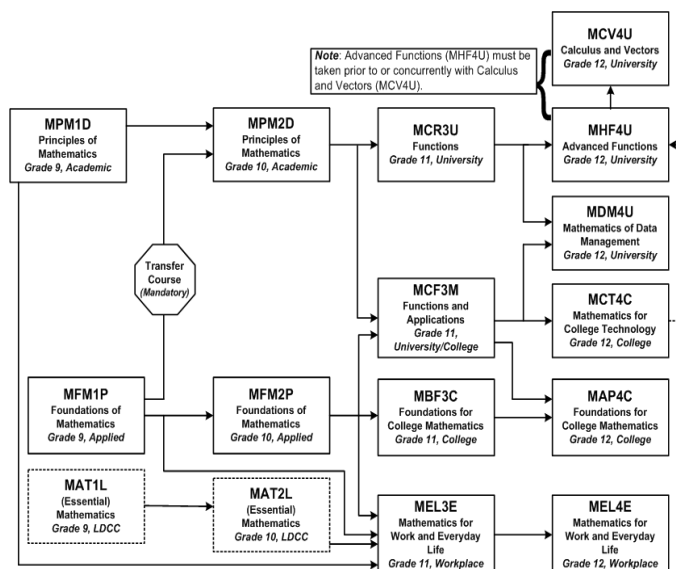 MCV4U
Calculus and Vectors
Grade 12, University
Note: Advanced Functions (MHF4U) must be
taken prior to or concurrently with Calculus
and Vectors (MCV4U).
MPM1D
Principles of
Mathematics
Grade 9, Academic
MPM2D
Principles of
Mathematics
Grade 10, Academic
MCR3U
Functions
Grade 11, University
MHF4U
Advanced Functions
Grade 12, University
MDM4U
Mathematics of Data
Management
Grade 12, University
Transfer
Course
(Mandatory)
MCF3M
Functions and
Applications
Grade 11,
University/College
MCT4C
Mathematics for
College Technology
Grade 12, College
MFM1P
Foundations of
Mathematics
Grade 9, Applied
MFM2P
Foundations of
Mathematics
Grade 10, Applied
MBF3C
Foundations for
College Mathematics
Grade 11, College
MAP4C
Foundations for
College Mathematics
Grade 12, College
MAT1L
(Essential)
Mathematics
Grade 9, LDCC
MAT2L
(Essential)
Mathematics
Grade 10, LDCC
MEL3E
Mathematics for
Work and Everyday
Life
Grade 11, Workplace
MEL4E
Mathematics for
Work and Everyday
Life
Grade 12, Workplace